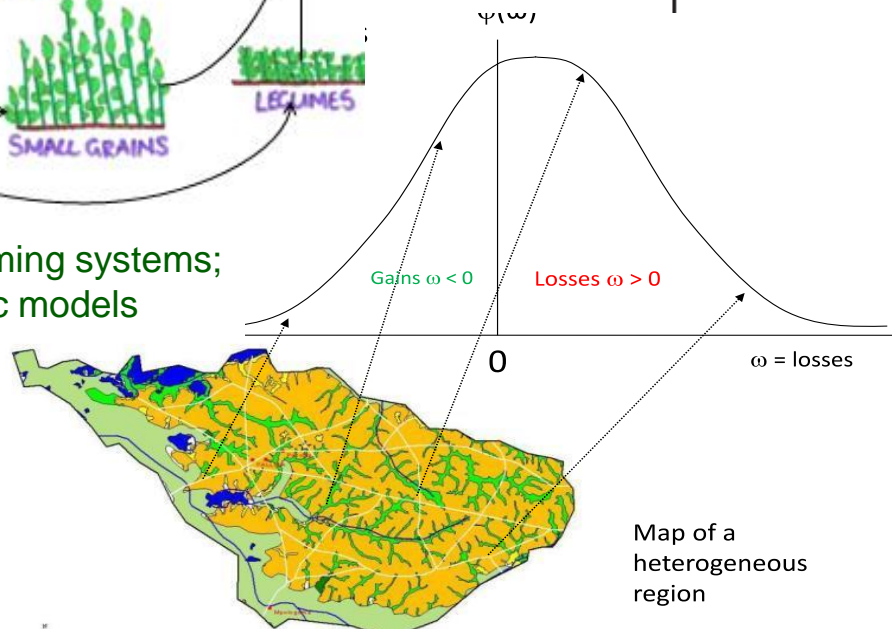 φ(ω)
SMALL GRAINS
LEGUMES
ming systems;
c models
Gains ω < 0
Losses ω > 0
0
ω = losses
Map of a
heterogeneous
region